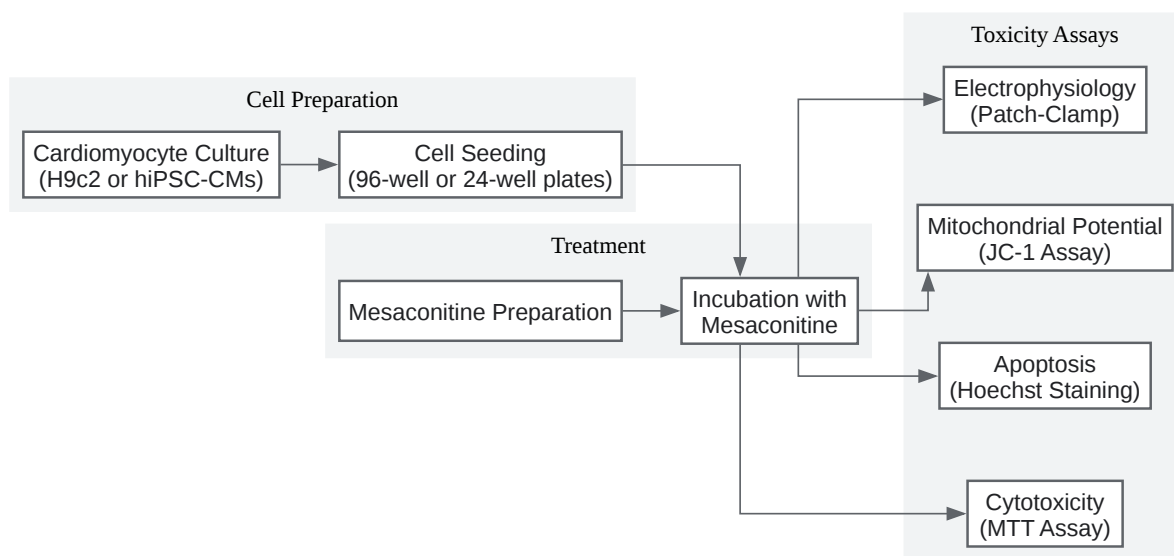 Toxicity Assays
Electrophysiology
(Patch-Clamp)
Cell Preparation
Cardiomyocyte Culture
(H9c2 or hiPSC-CMs)
Cell Seeding
(96-well or 24-well plates)
Mitochondrial Potential
(JC-1 Assay)
Treatment
Mesaconitine Preparation
Incubation with
Mesaconitine
Apoptosis
(Hoechst Staining)
Cytotoxicity
(MTT Assay)